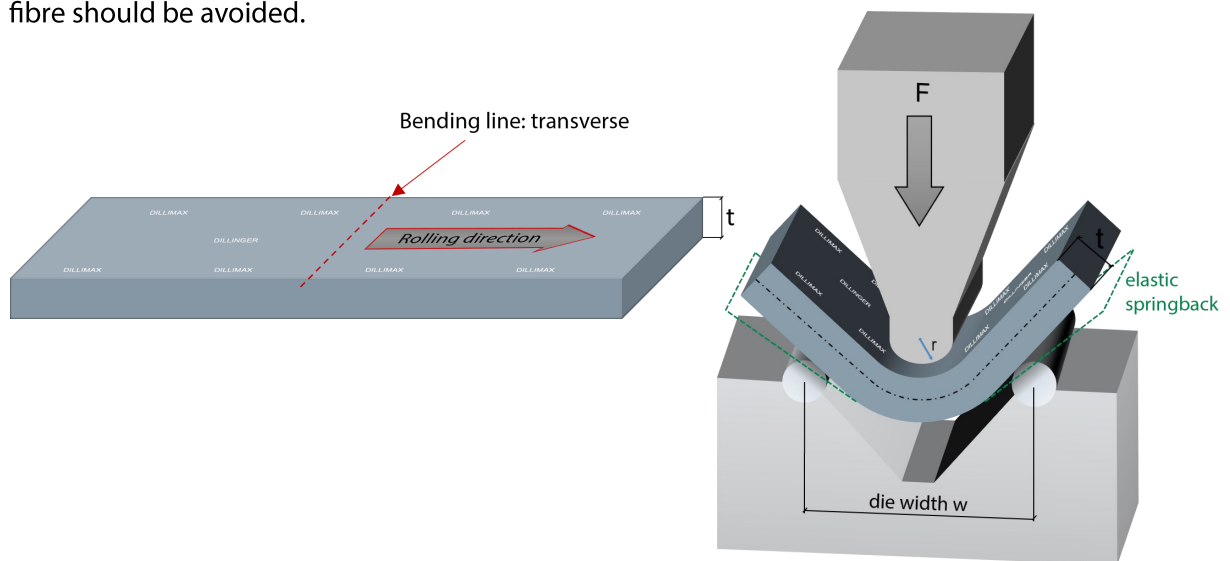 fibre should be avoided.
Bending line: transverse
DILLIMAX DILLIMAX DILLIMAX DILLIMAX
DILLINGER
Rolling direction
DILLIMAX DILLIMAX DILLIMAX DILLIMAX
t
F
DILLIMAX
DILLIMAX
DILLINGER
DILLIMAX
DILLIMAX
DILLIMAX
DILLIMAX
t
r
elastic
springback
die width w